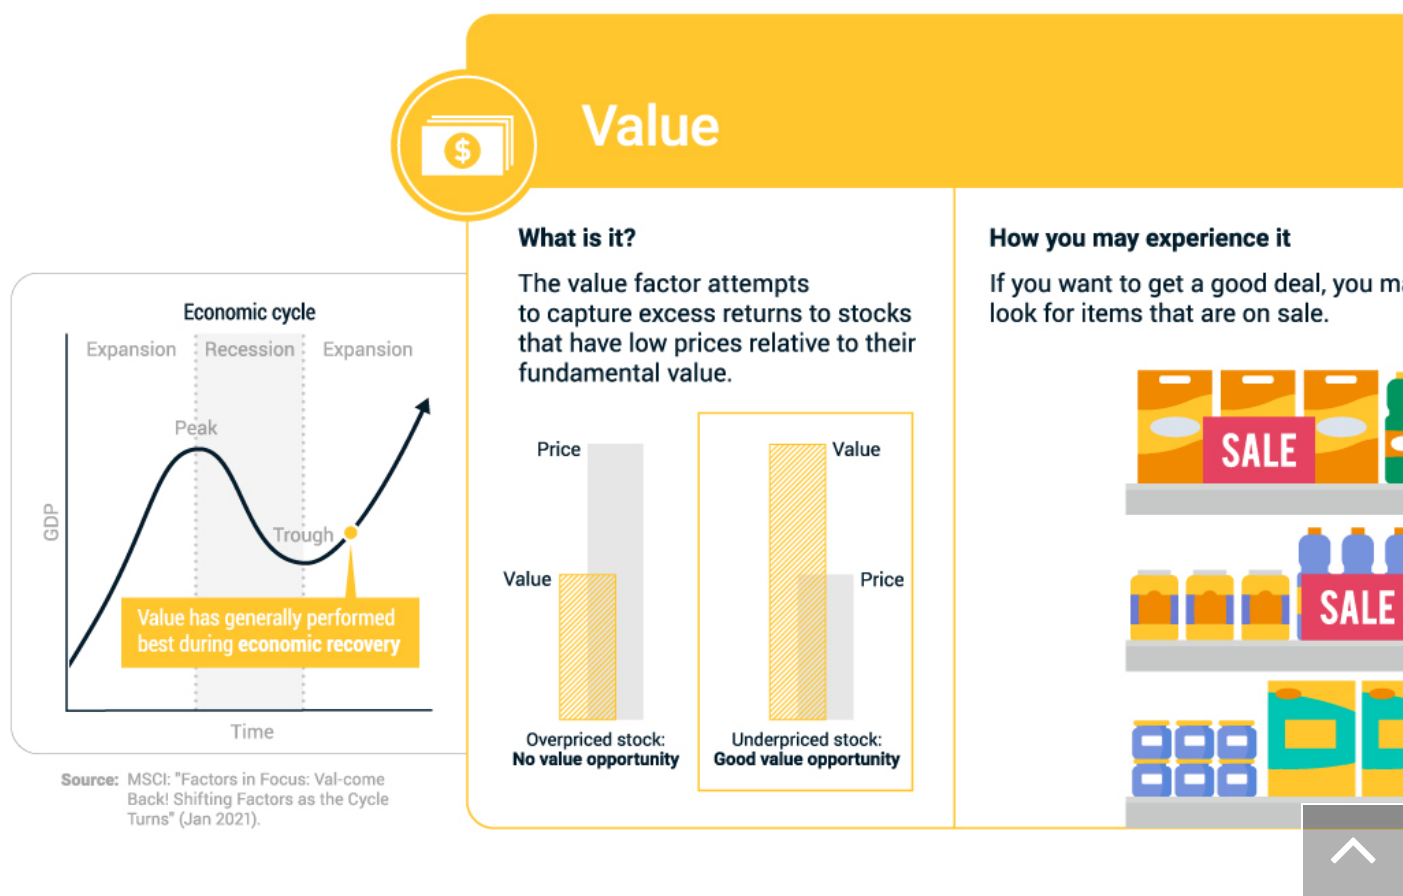 $
Value
What is it?
The value factor attempts
to capture excess returns to stocks
that have low prices relative to their
fundamental value.
Price
Value
Overpriced stock:
No value opportunity
Value
Price
Underpriced stock:
Good value opportunity
How you may experience it
If you want to get a good deal, you
look for items that are on sale.
SALE
SALE
Economic cycle
Expansion
Recession
Expansion
Peak
Trough
GDP
Value has generally performed
best during economic recovery
Time
Source: MSCI: "Factors in Focus: Val-come
Back! Shifting Factors as the Cycle
Turns" (Jan 2021).